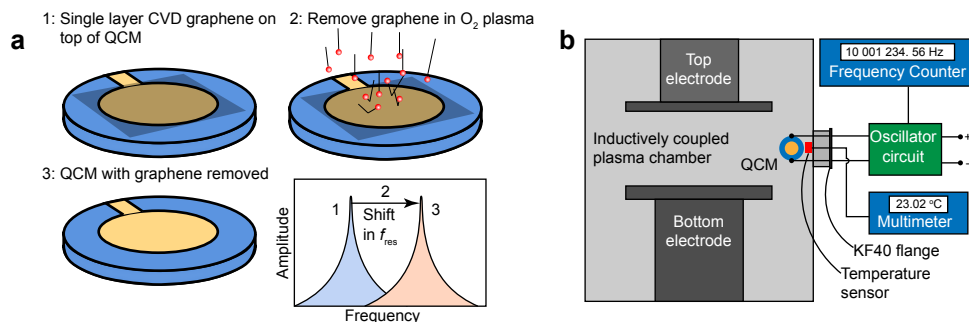 a
1: Single layer CVD graphene on
top of QCM
2: Remove graphene in O₂ plasma
3: QCM with graphene removed
Amplitude
Frequency
1
2
3
Shift
in fres
b
Top
electrode
Inductively coupled
plasma chamber
QCM
Bottom
electrode
10 001 234. 56 Hz
Frequency Counter
Oscillator
circuit
+
-
23.02 °C
Multimeter
KF40 flange
Temperature
sensor